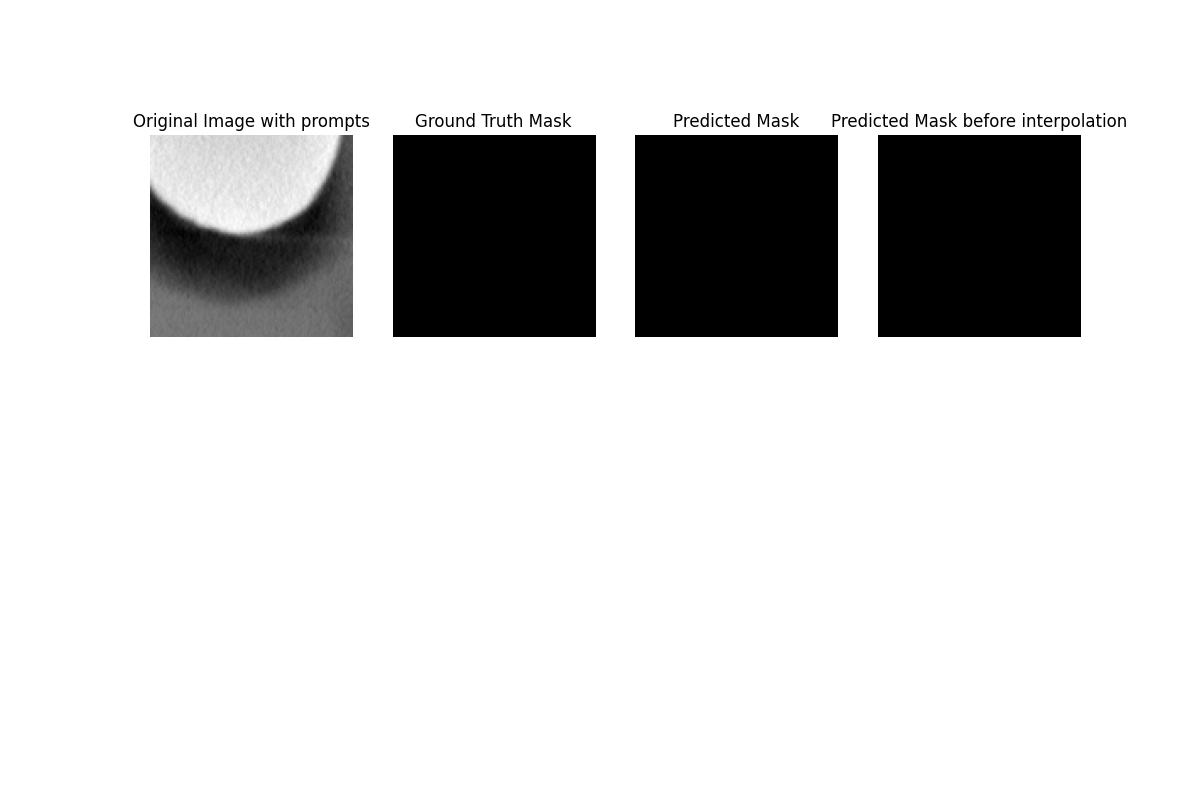 Original Image with prompts
Ground Truth Mask
Predicted Mask
Predicted Mask before interpolation